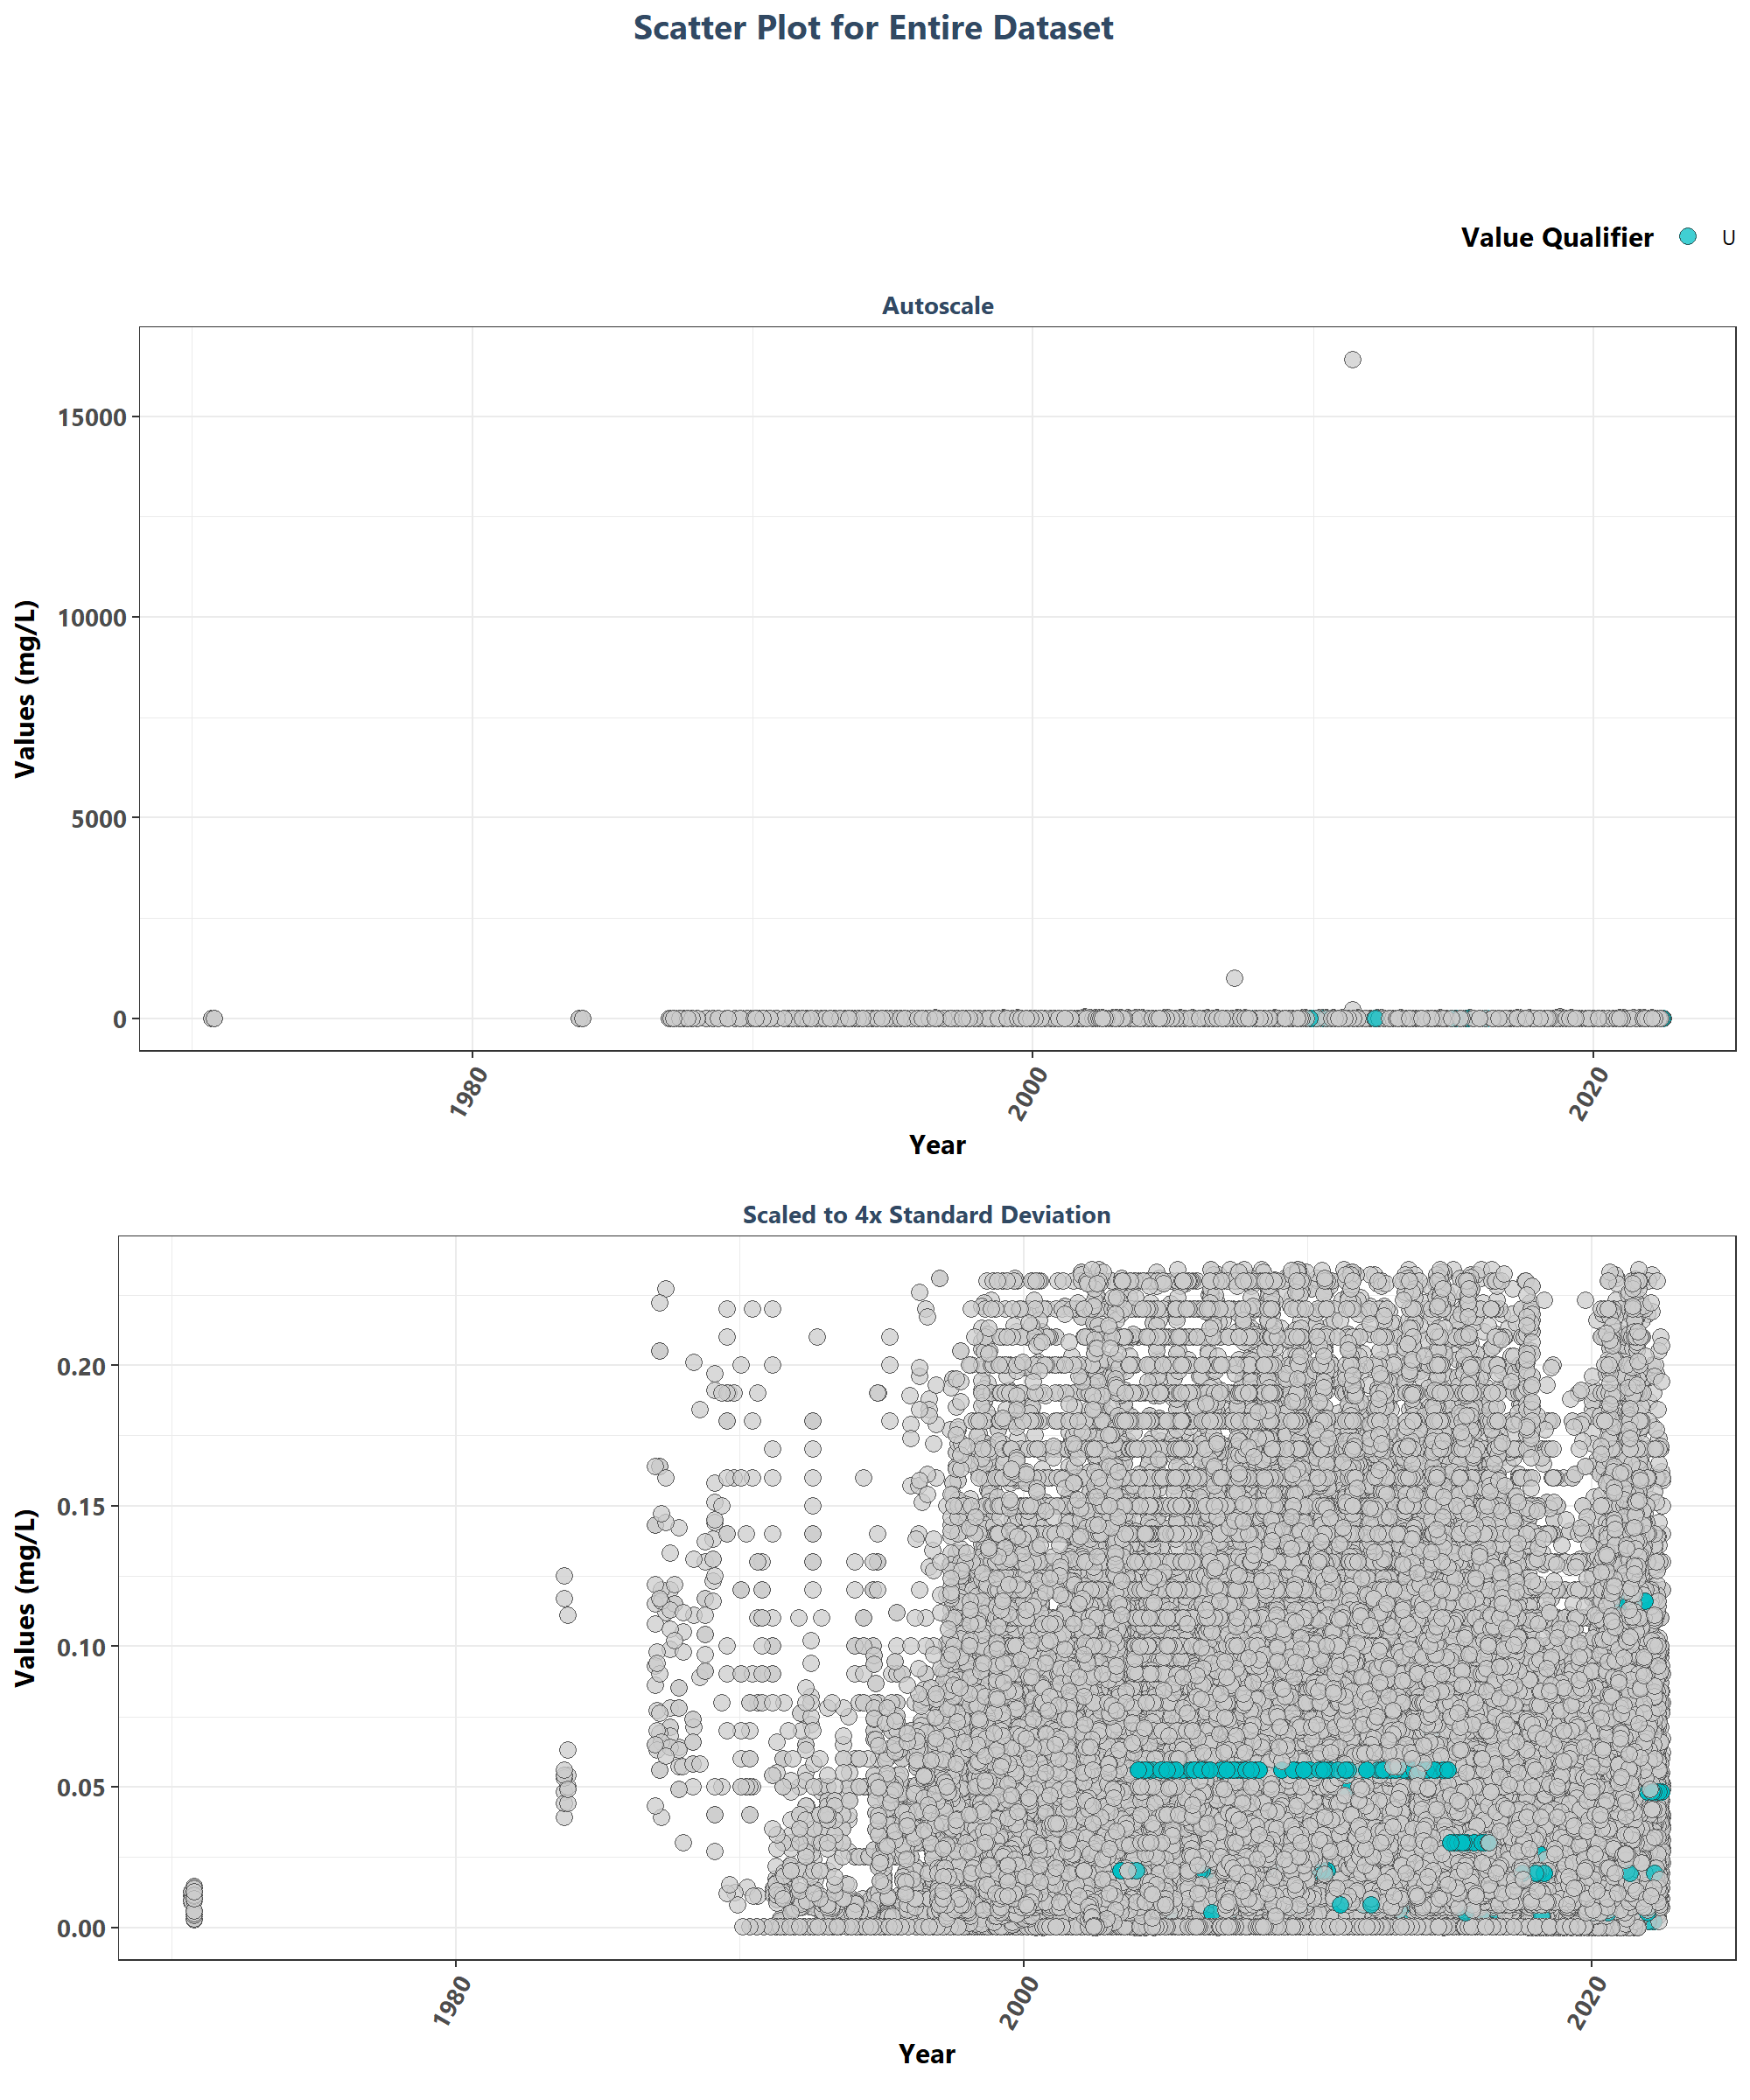 Scatter Plot for Entire Dataset
Value Qualifier U
Autoscale
15000
10000
5000
0
Values (mg/L)
1980 2000 2020
Year
Scaled to 4x Standard Deviation
0.20
0.15
0.10
0.05
0.00
Values (mg/L)
1980 2000 2020
Year